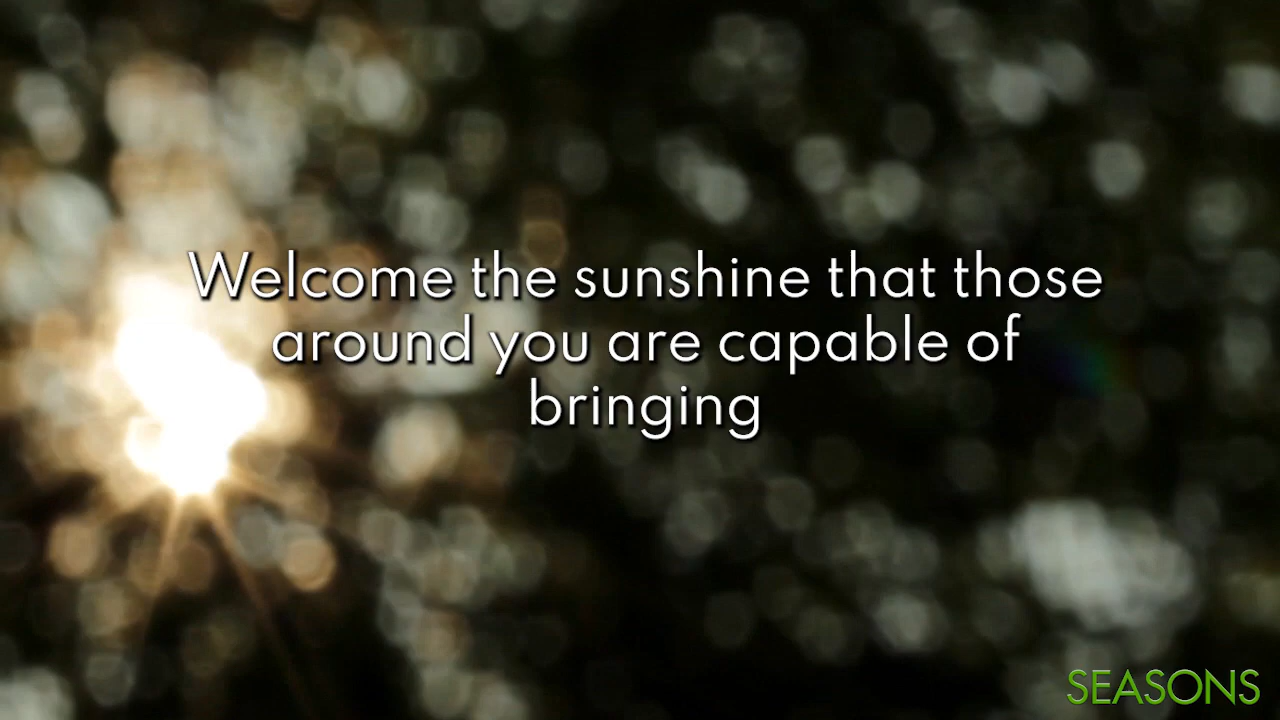 Welcome the sunshine that those
around you are capable of
bringing
SEASONS